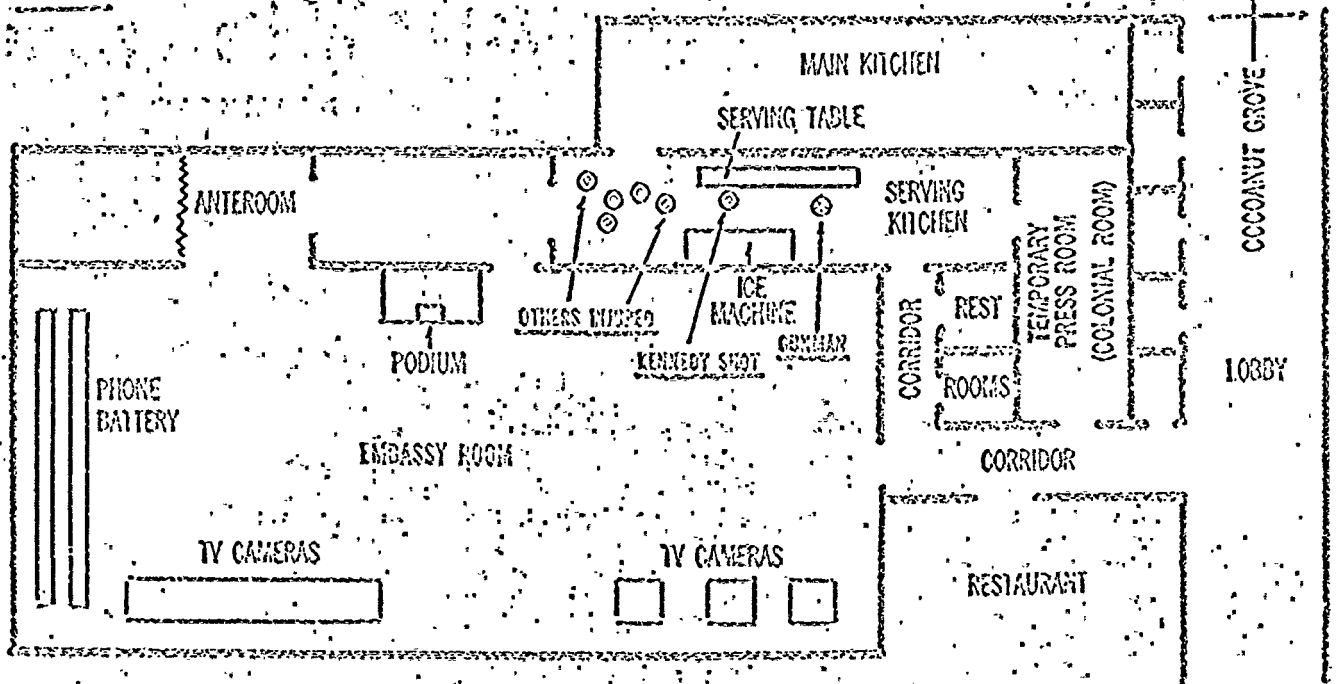 MAIN KITCHEN
SERVING TABLE
COCOANUT GROVE
ANTEROOM
SERVING
KITCHEN
TEMPORARY
PRESS ROOM
(COLONIAL ROOM)
ICE
MACHINE
OTHERS INJURED
KENNEDY SHOT
GUNMAN
PODIUM
CORRIDOR
REST
ROOMS
LOBBY
PHONE
BATTERY
EMBASSY ROOM
CORRIDOR
TV CAMERAS
TV CAMERAS
RESTAURANT